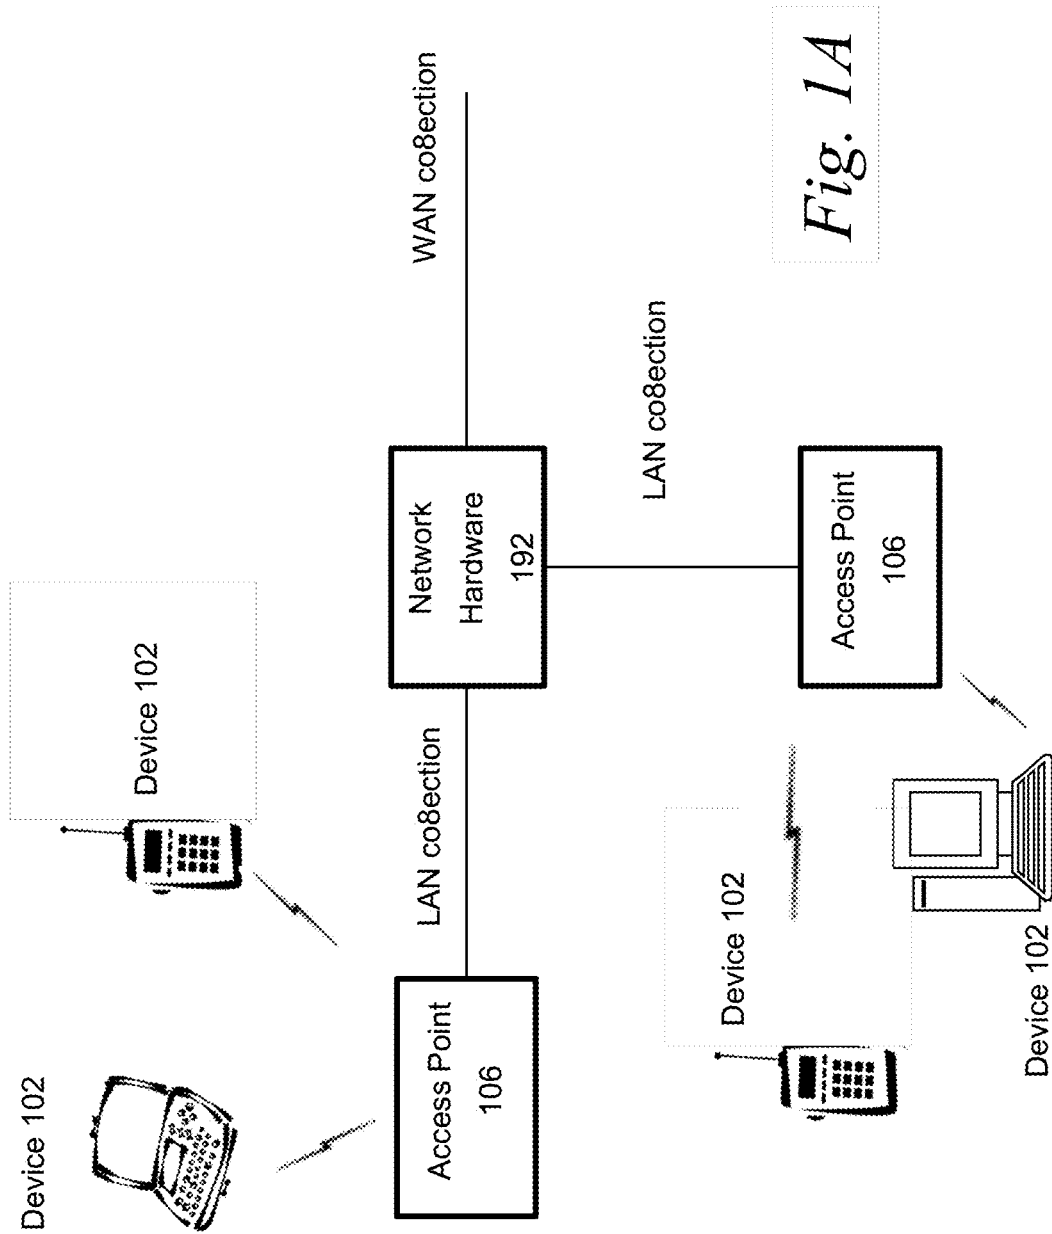 Device 102
Device 102
Access Point
106
LAN co8ection
Network
Hardware
192
WAN co8ection
Device 102
Device 102
Access Point
106
LAN co8ection
Fig. 1A